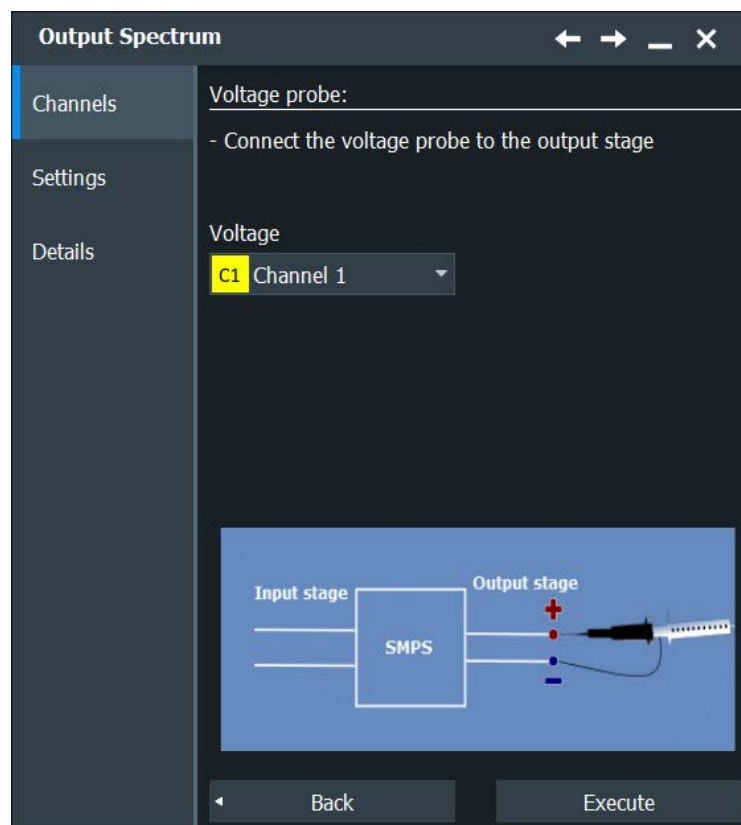 Output Spectrum
Channels
Settings
Details
Voltage probe:
- Connect the voltage probe to the output stage
Voltage
C1 Channel 1
Input stage
Output stage
+
SMPS
−
Back
Execute